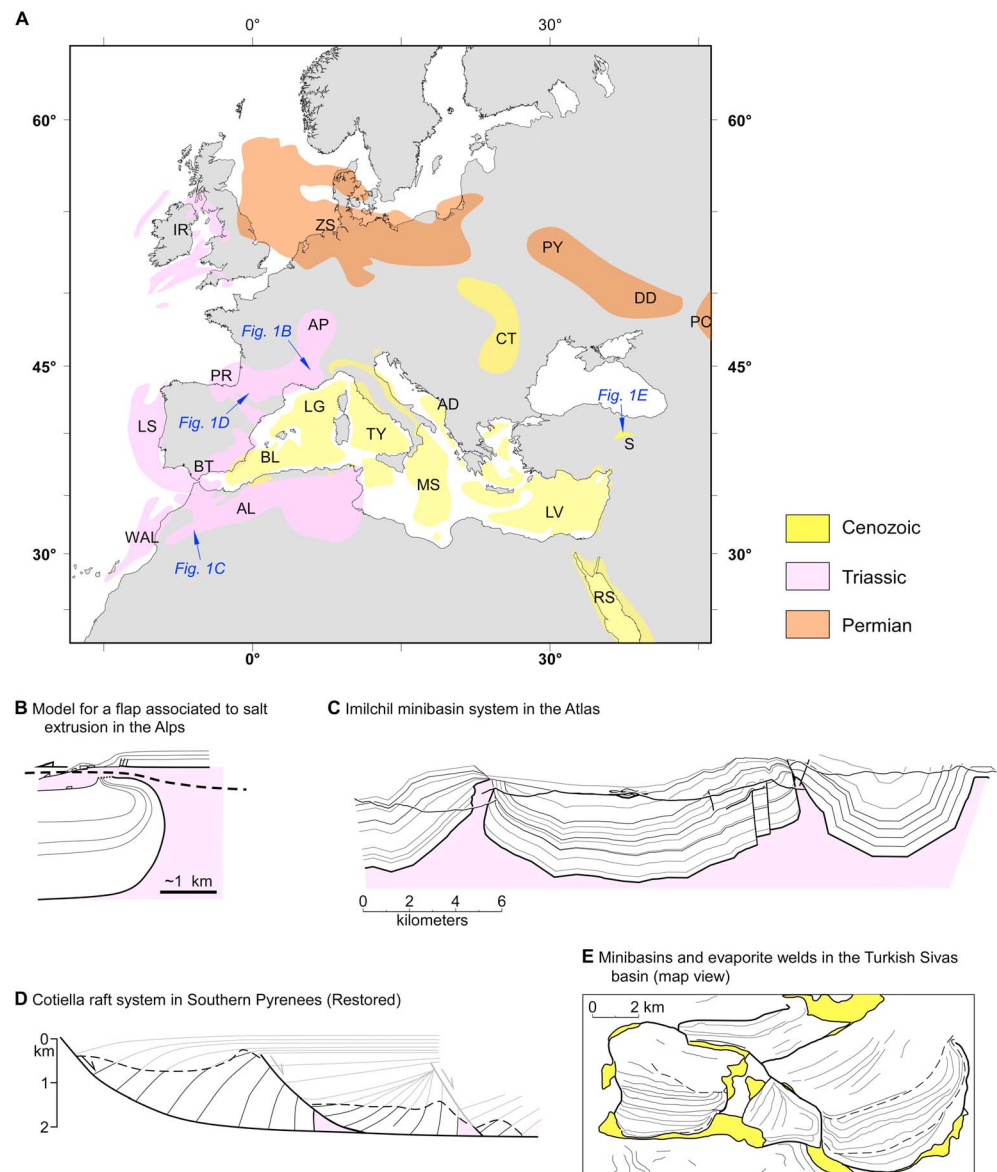 A
0° 30°
60° 60°
IR
ZS
PY
DD
PC
AP
Fig. 1B
CT
45° 45°
PR
Fig. 1E
LS
Fig. 1D
LG
AD
TY
S
BT
BL
MS
AL
LV
WAL
30° 30°
Fig. 1C
RS
0° 30°
Cenozoic
Triassic
Permian
B Model for a flap associated to salt
extrusion in the Alps
~1 km
C Imilchil minibasin system in the Atlas
0 2 4 6
kilometers
D Cotiella raft system in Southern Pyrenees (Restored)
0
km
1
2
E Minibasins and evaporite welds in the Turkish Sivas
basin (map view)
0 2 km